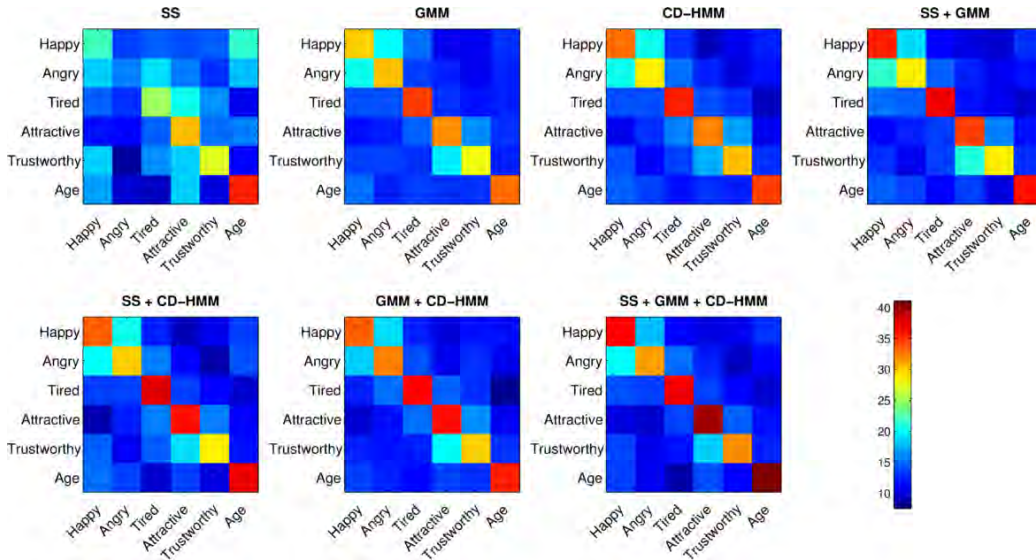 SS
GMM
CD-HMM
SS + GMM
Happy
Angry
Tired
Attractive
Trustworthy
Age
Happy
Angry
Tired
Attractive
Trustworthy
Age
Happy
Angry
Tired
Attractive
Trustworthy
Age
Happy
Angry
Tired
Attractive
Trustworthy
Age
Happy
Angry
Tired
Attractive
Trustworthy
Age
Happy
Angry
Tired
Attractive
Trustworthy
Age
Happy
Angry
Tired
Attractive
Trustworthy
Age
Happy
Angry
Tired
Attractive
Trustworthy
Age
SS + CD-HMM
GMM + CD-HMM
SS + GMM + CD-HMM
Happy
Angry
Tired
Attractive
Trustworthy
Age
Happy
Angry
Tired
Attractive
Trustworthy
Age
Happy
Angry
Tired
Attractive
Trustworthy
Age
Happy
Angry
Tired
Attractive
Trustworthy
Age
Happy
Angry
Tired
Attractive
Trustworthy
Age
Happy
Angry
Tired
Attractive
Trustworthy
Age
40
35
30
25
20
15
10